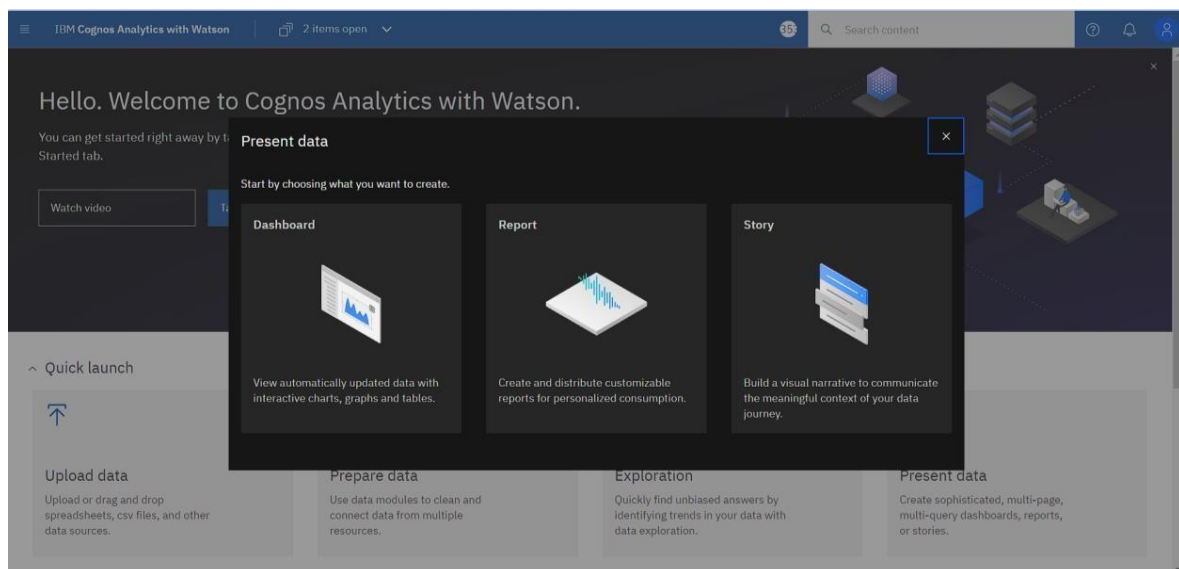 IBM Cognos Analytics with Watson
2 items open
Search content
Hello. Welcome to Cognos Analytics with Watson.
You can get started right away by
Started tab.
Watch video
Present data
Start by choosing what you want to create.
Dashboard
View automatically updated data with
interactive charts, graphs and tables.
Report
Create and distribute customizable
reports for personalized consumption.
Story
Build a visual narrative to communicate
the meaningful context of your data
journey.
Quick launch
Upload data
Upload or drag and drop
spreadsheets, csv files, and other
data sources.
Prepare data
Use data modules to clean and
connect data from multiple
resources.
Exploration
Quickly find unbiased answers by
identifying trends in your data with
data exploration.
Present data
Create sophisticated, multi-page,
multi-query dashboards, reports,
or stories.